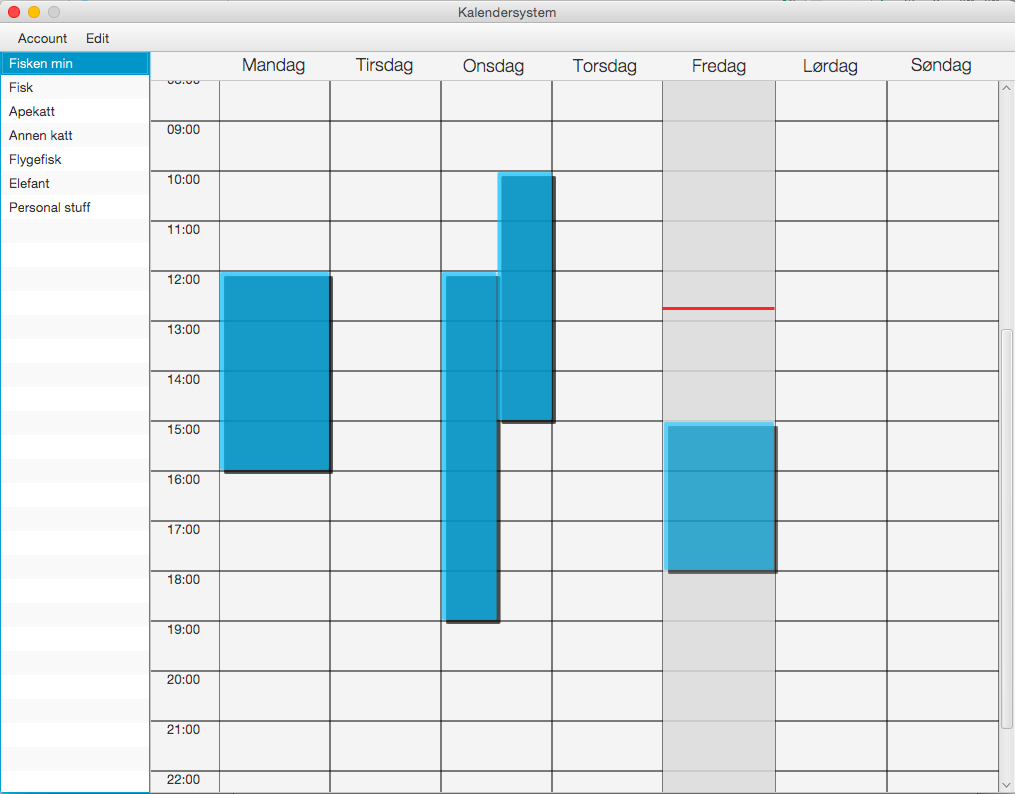 Kalendersystem
Account Edit
Fisken min
Fisk
Apekatt
Annen katt
Flygefisk
Elefant
Personal stuff
Mandag Tirsdag Onsdag Torsdag Fredag Lørdag Søndag
09:00
10:00
11:00
12:00
13:00
14:00
15:00
16:00
17:00
18:00
19:00
20:00
21:00
22:00